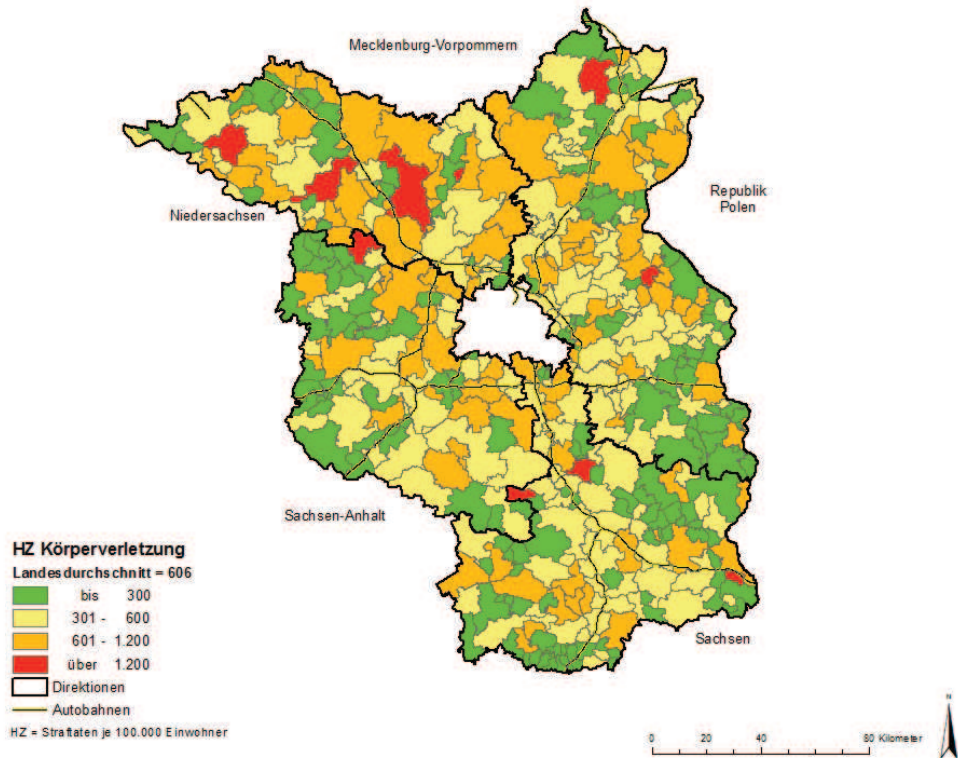 Mecklenburg-Vorpommern
Republik
Polen
Niedersachsen
Sachsen-Anhalt
Sachsen
HZ Körperverletzung
Landesdurchschnitt = 606
bis 300
301 - 600
601 - 1.200
über 1.200
Direktionen
Autobahnen
HZ = Straftaten je 100.000 Einwohner
N
0 20 40 60 80 Kilometer